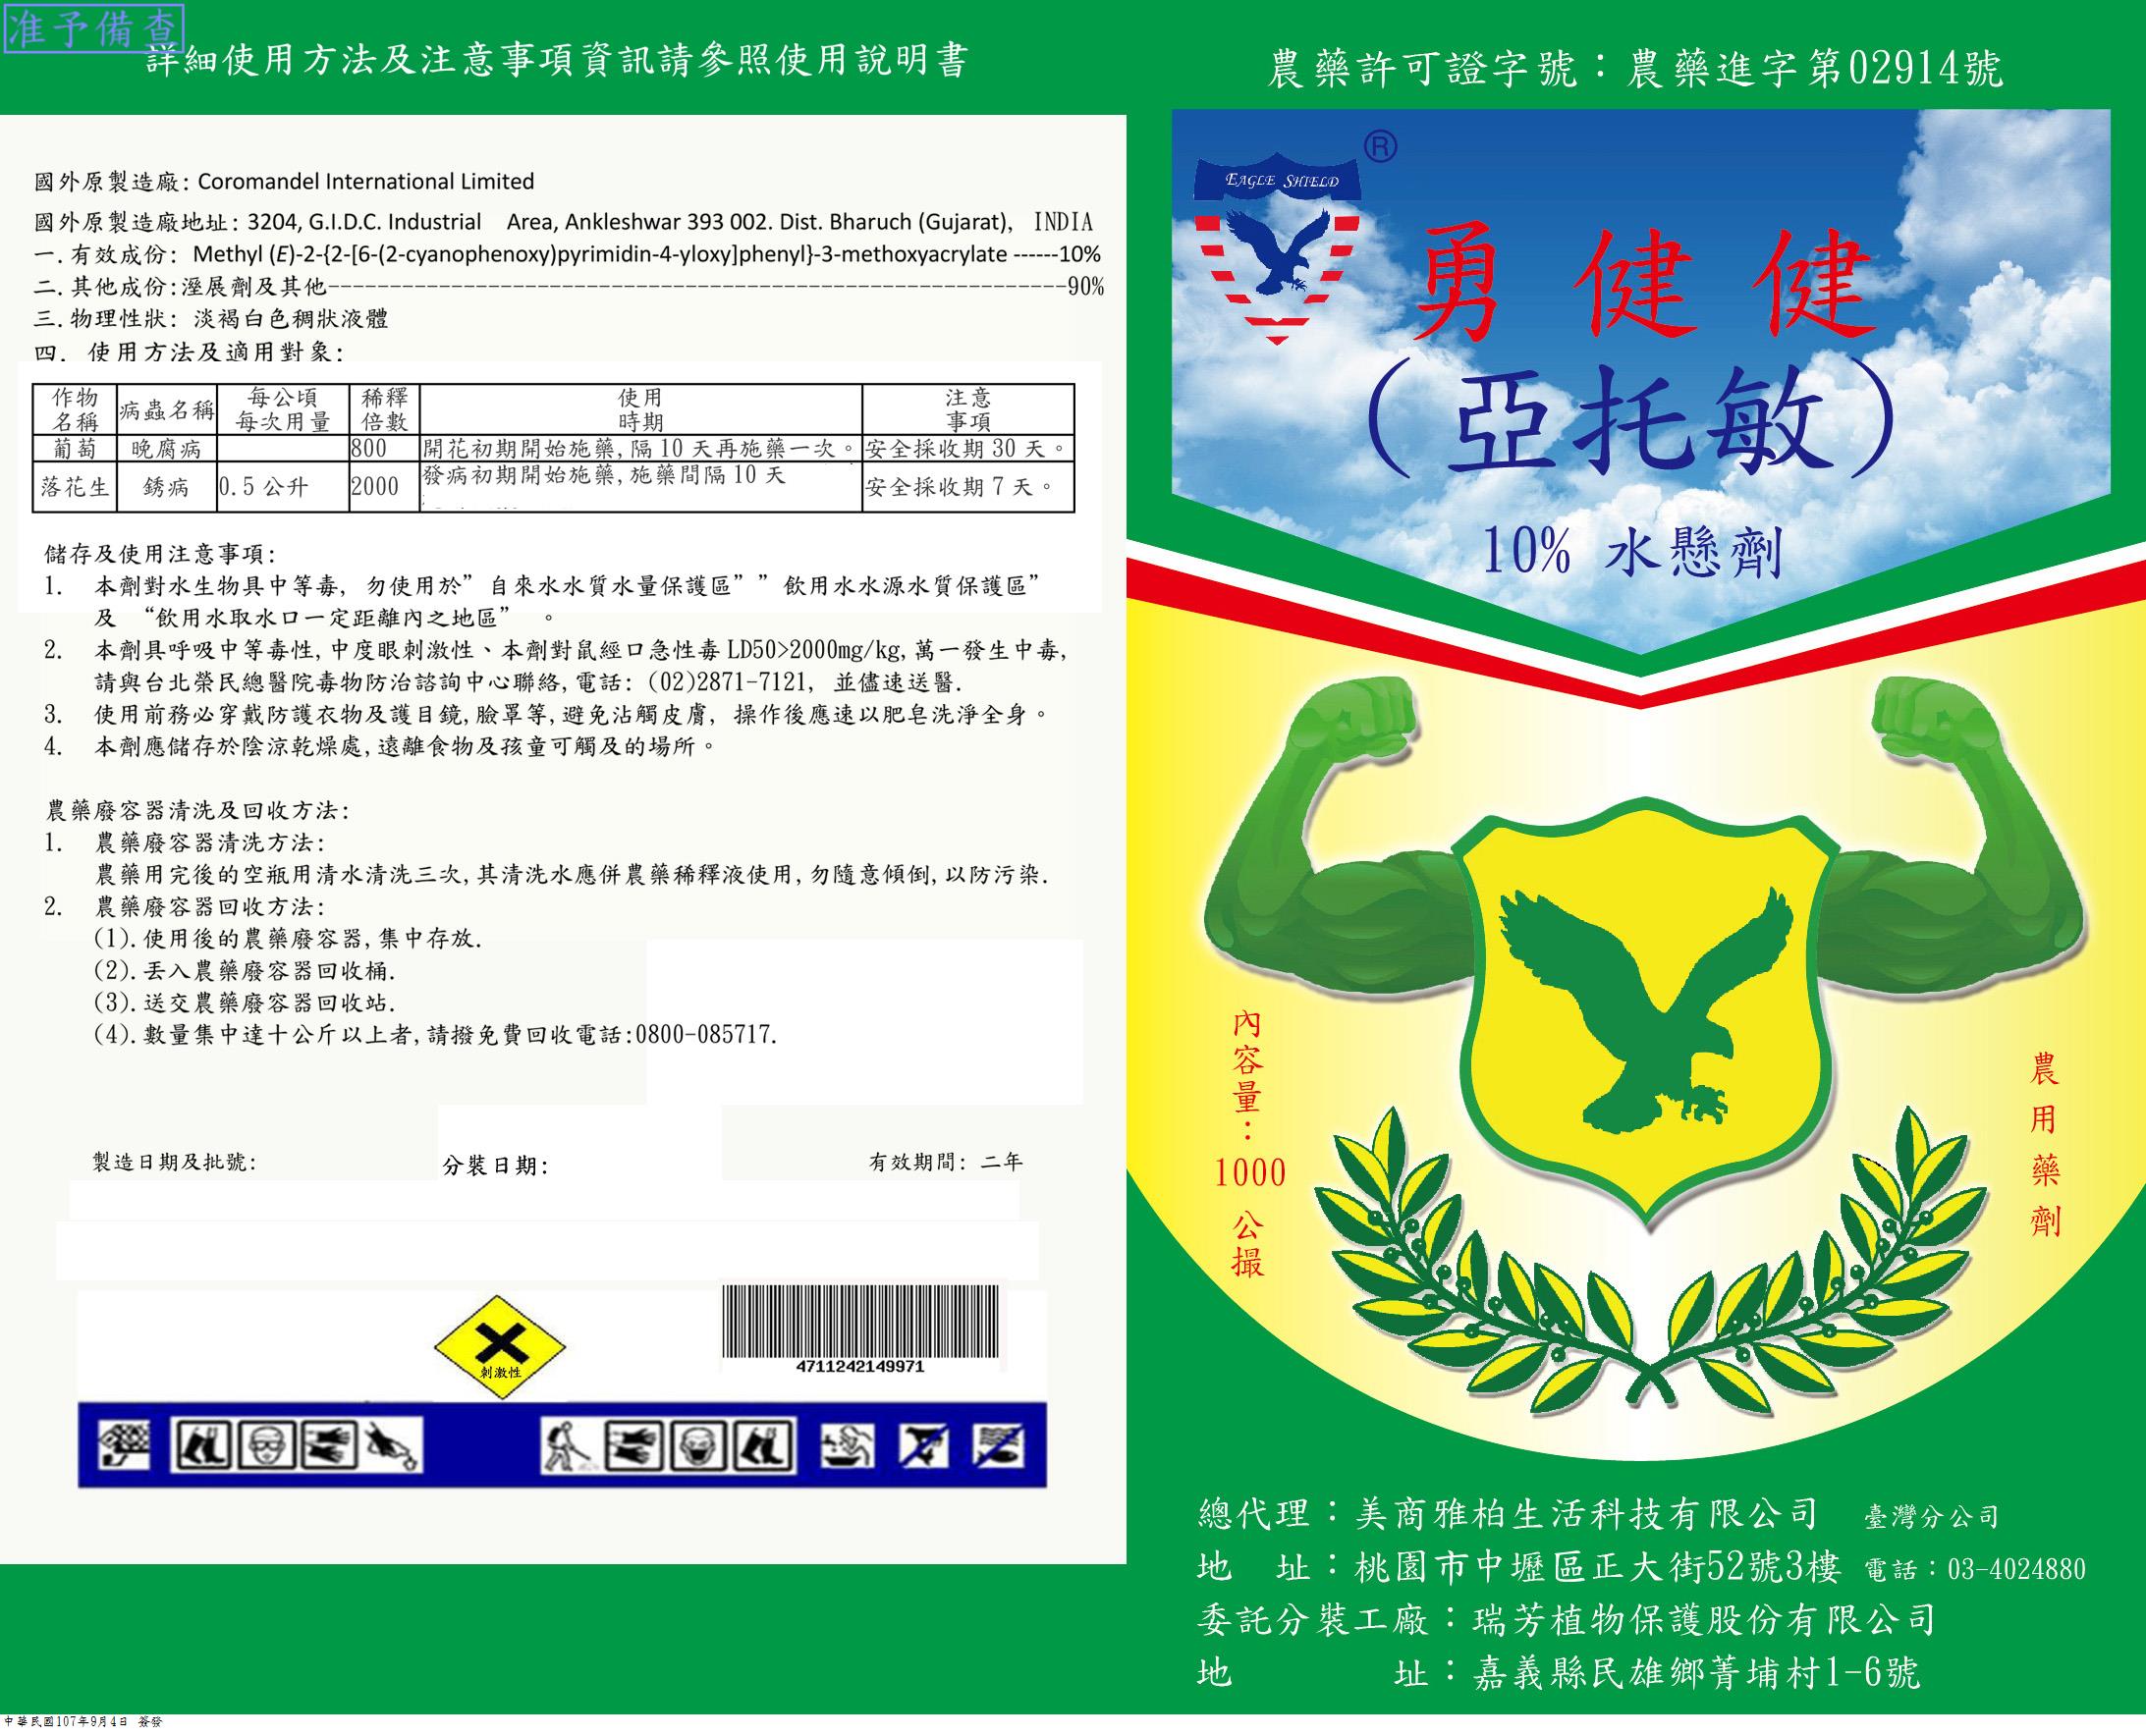 准予備查
詳細使用方法及注意事項資訊請參照使用說明書
國外原製造廠: Coromandel International Limited
國外原製造廠地址: 3204, G.I.D.C. Industrial Area, Ankleshwar 393 002. Dist. Bharuch (Gujarat), INDIA
一.有效成份: Methyl (E)-2-{2-[6-(2-cyanophenoxy)pyrimidin-4-yloxy]phenyl}-3-methoxyacrylate ------10%
二.其他成份:溼展劑及其他------------------------------------------------------------90%
三.物理性狀: 淡褐白色稠狀液體
四. 使用方法及適用對象:
作物名稱 病蟲名稱 每公頃每次用量 稀釋倍數 使用時期 注意事項
葡萄 晚腐病 800 開花初期開始施藥,隔10天再施藥一次。 安全採收期30天。
落花生 銹病 0.5公升 2000 發病初期開始施藥,施藥間隔10天 安全採收期7天。
儲存及使用注意事項:
1. 本劑對水生物具中等毒, 勿使用於”自來水水質水量保護區””飲用水水源水質保護區”
及 “飲用水取水口一定距離內之地區” 。
2. 本劑具呼吸中等毒性,中度眼刺激性、本劑對鼠經口急性毒LD50>2000mg/kg,萬一發生中毒,
請與台北榮民總醫院毒物防治諮詢中心聯絡,電話: (02)2871-7121, 並儘速送醫.
3. 使用前務必穿戴防護衣物及護目鏡,臉罩等,避免沾觸皮膚, 操作後應速以肥皂洗淨全身。
4. 本劑應儲存於陰涼乾燥處,遠離食物及孩童可觸及的場所。
農藥廢容器清洗及回收方法:
1. 農藥廢容器清洗方法:
農藥用完後的空瓶用清水清洗三次,其清洗水應併農藥稀釋液使用,勿隨意傾倒,以防污染.
2. 農藥廢容器回收方法:
(1).使用後的農藥廢容器,集中存放.
(2).丟入農藥廢容器回收桶.
(3).送交農藥廢容器回收站.
(4).數量集中達十公斤以上者,請撥免費回收電話:0800-085717.
製造日期及批號: 分裝日期: 有效期間: 二年
刺激性
4711242149971
農藥許可證字號：農藥進字第02914號
EAGLE SHIELD
®
勇健健
(亞托敏)
10% 水懸劑
內容量：1000公撮
農用藥劑
總代理：美商雅柏生活科技有限公司 臺灣分公司
地 址：桃園市中壢區正大街52號3樓 電話：03-4024880
委託分裝工廠：瑞芳植物保護股份有限公司
地 址：嘉義縣民雄鄉菁埔村1-6號
中華民國107年9月4日 簽發